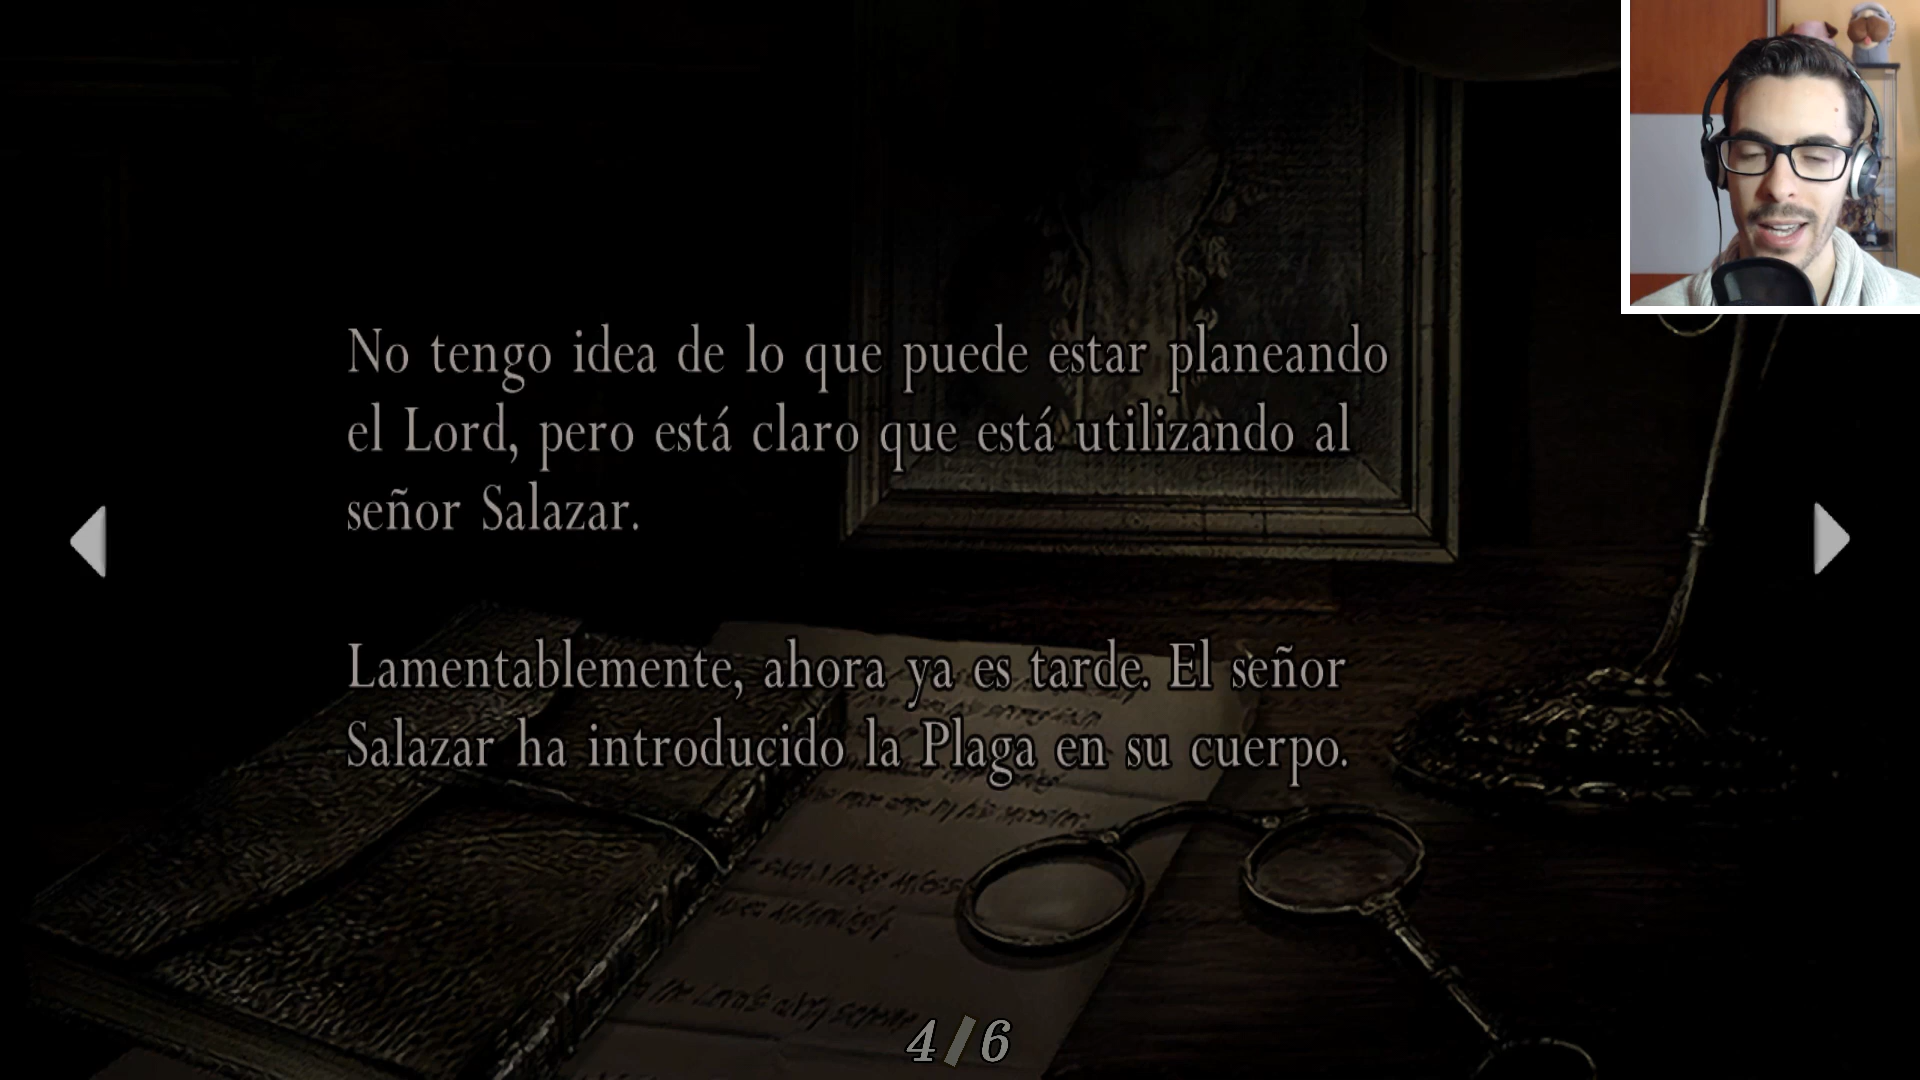 No tengo idea de lo que puede estar planeando
el Lord, pero está claro que está utilizando al
señor Salazar.
Lamentablemente, ahora ya es tarde. El señor
Salazar ha introducido la Plaga en su cuerpo.
4/6